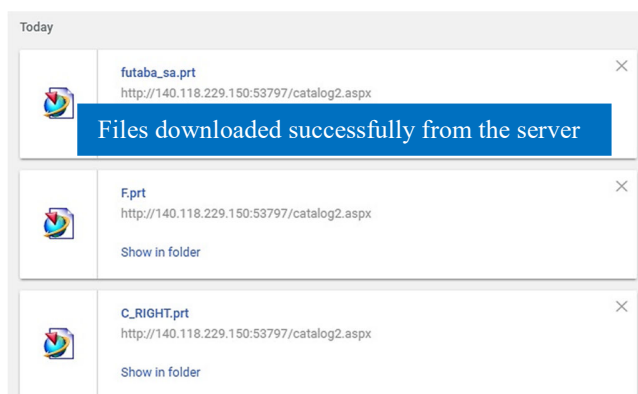 Today
futaba_sa.prt
http://140.118.229.150:53797/catalog2.aspx
Files downloaded successfully from the server
F.prt
http://140.118.229.150:53797/catalog2.aspx
Show in folder
C_RIGHT.prt
http://140.118.229.150:53797/catalog2.aspx
Show in folder